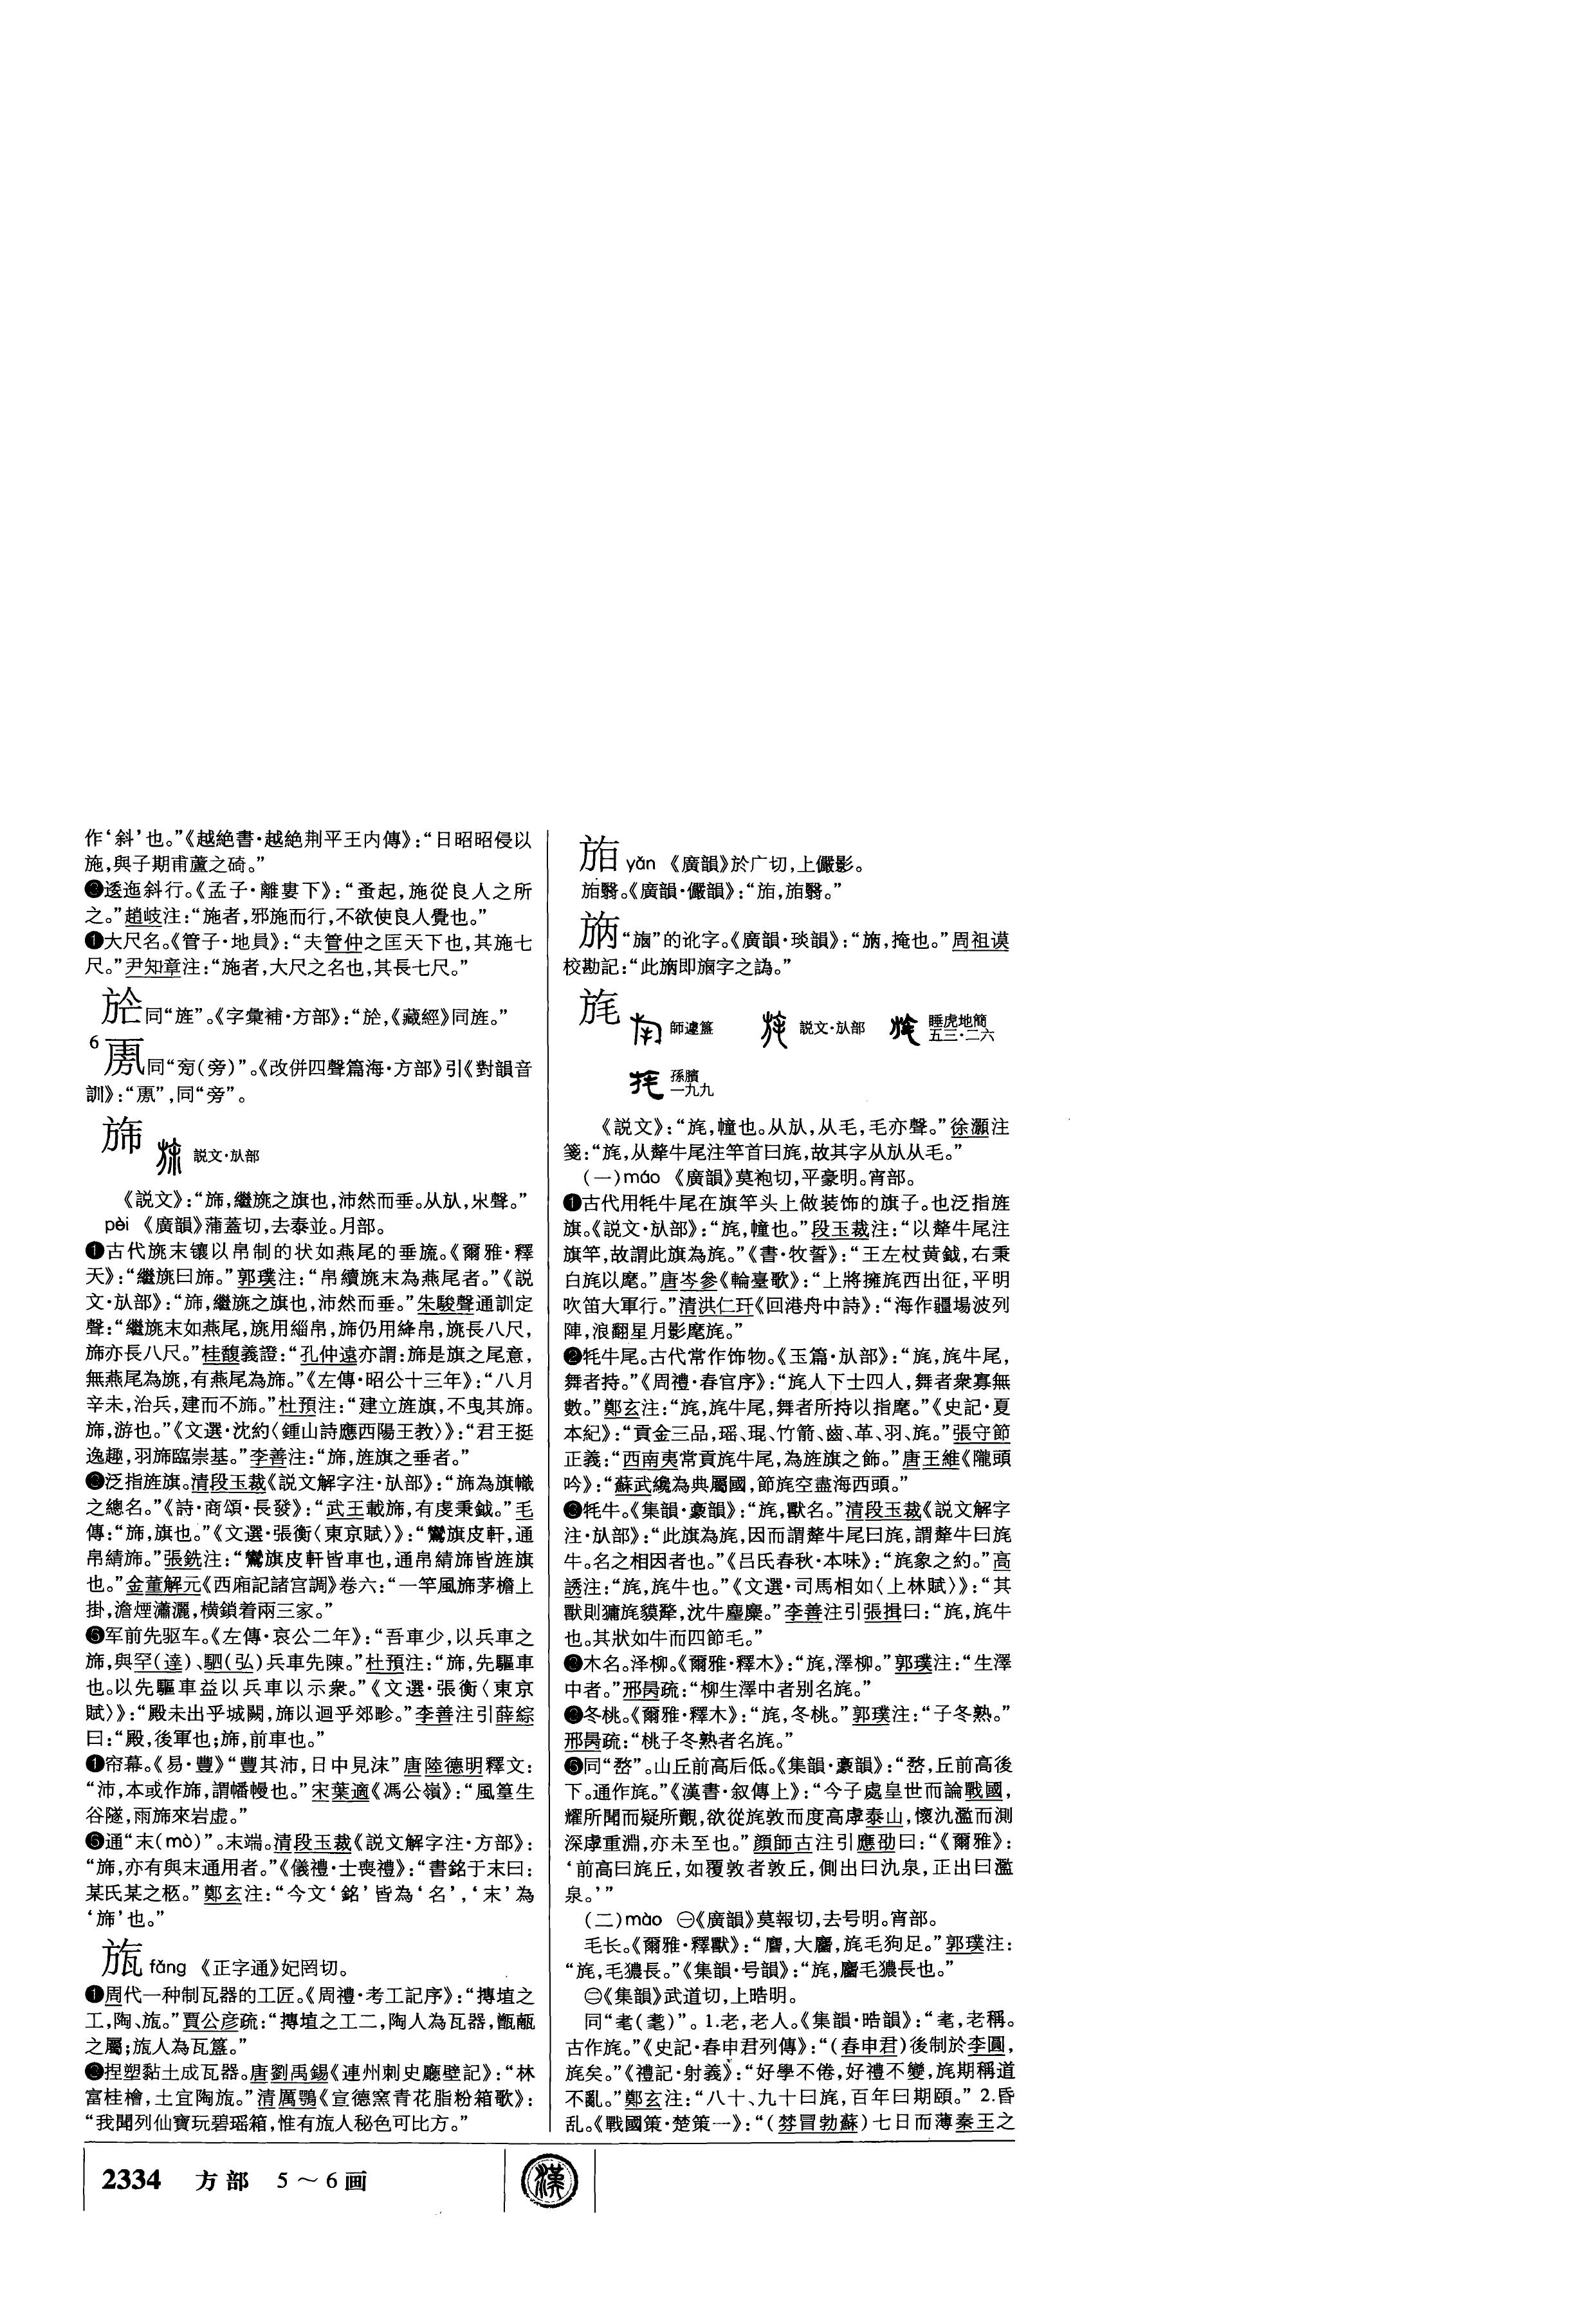 作‘斜’也。”《越絶書·越絶荆平王内傳》：“日昭昭侵以
施，與子期甫蘆之碕。”
逶迤斜行。《孟子·離婁下》：“蚤起，施從良人之所
之。”趙岐注：“施者，邪施而行，不欲使良人覺也。”
大尺名。《管子·地員》：“夫管仲之匡天下也，其施七
尺。”尹知章注：“施者，大尺之名也，其長七尺。”
同“旌”。《字彙補·方部》：“《藏經》同旌。”
6
同“㫄（旁）”。《改併四聲篇海·方部》引《對韻音
訓》：同“旁”。
旆
説文·㫃部
《説文》：“旆，繼旐之旗也，沛然而垂。从㫃，𣎵聲。”
pèi 《廣韻》蒲蓋切，去泰並。月部。
❶古代旐末镶以帛制的状如燕尾的垂旒。《爾雅·釋
天》：“繼旐曰旆。”郭璞注：“帛續旐末為燕尾者。”《説
文·㫃部》：“旆，繼旐之旗也，沛然而垂。”朱駿聲通訓定
聲：“繼旐末如燕尾，旐用緇帛，旆仍用絳帛，旐長八尺，
旆亦長八尺。”桂馥義證：“孔仲遠亦謂：旆是旗之尾意，
無燕尾為旐，有燕尾為旆。”《左傳·昭公十三年》：“八月
辛未，治兵，建而不旆。”杜預注：“建立旌旗，不曳其旆。
旆，游也。”《文選·沈約〈鍾山詩應西陽王教〉》：“君王挺
逸趣，羽旆臨崇基。”李善注：“旆，旌旗之垂者。”
泛指旌旗。清段玉裁《説文解字注·㫃部》：“旆為旗幟
之總名。”《詩·商頌·長發》：“武王載旆，有虔秉鉞。”毛
傳：“旆，旗也。”《文選·張衡〈東京賦〉》：“鸞旗皮軒，通
帛綪旆。”張銑注：“鸞旗皮軒皆車也，通帛綪旆皆旌旗
也。”金董解元《西廂記諸宫調》卷六：“一竿風旆茅檐上
掛，澹煙瀟灑，横鎖着兩三家。”
军前先驱车。《左傳·哀公二年》：“吾車少，以兵車之
旆，與罕（達）、駟（弘）兵車先陳。”杜預注：“旆，先驅車
也。以先驅車益以兵車以示衆。”《文選·張衡〈東京
賦〉》：“殿未出乎城闕，旆以迴乎郊畛。”李善注引薛綜
曰：“殿，後軍也；旆，前車也。”
帘幕。《易·豐》“豐其沛，日中見沬”唐陸德明釋文：
“沛，本或作旆，謂幡幔也。”宋葉適《馮公嶺》：“風篁生
谷隧，雨旆來岩虚。”
通“末（mò）”。末端。清段玉裁《説文解字注·方部》：
“旆，亦有與末通用者。”《儀禮·士喪禮》：“書銘于末曰：
某氏某之柩。”鄭玄注：“今文‘銘’皆為‘名’，‘末’為
‘旆’也。”
旊 fǎng 《正字通》妃罔切。
❶周代一种制瓦器的工匠。《周禮·考工記序》：“摶埴之
工，陶、旊。”賈公彦疏：“摶埴之工二，陶人為瓦器，甑甗
之屬；旊人為瓦簋。”
❷捏塑黏土成瓦器。唐劉禹錫《連州刺史廳壁記》：“林
富桂檜，土宜陶旊。”清厲鶚《宣德窯青花脂粉箱歌》：
“我聞列仙寶玩碧瑶箱，惟有旊人秘色可比方。”
yǎn 《廣韻》於广切，上儼影。
《廣韻·儼韻》：
的讹字。《廣韻·琰韻》：“掩也。”周祖谟
校勘記：
旄
師遽簋
説文·㫃部
睡虎地簡
五三·二六
孫臏
一九九
《説文》：“旄，幢也。从㫃，从毛，毛亦聲。”徐灝注
箋：“旄，从犛牛尾注竿首曰旄，故其字从㫃从毛。”
（一）máo 《廣韻》莫袍切，平豪明。宵部。
❶古代用牦牛尾在旗竿头上做装饰的旗子。也泛指旌
旗。《説文·㫃部》：“旄，幢也。”段玉裁注：“以犛牛尾注
旗竿，故謂此旗為旄。”《書·牧誓》：“王左杖黄鉞，右秉
白旄以麾。”唐岑參《輪臺歌》：“上將擁旄西出征，平明
吹笛大軍行。”清洪仁玕《回港舟中詩》：“海作疆場波列
陣，浪翻星月影麾旄。”
❷牦牛尾。古代常作饰物。《玉篇·㫃部》：“旄，旄牛尾，
舞者持。”《周禮·春官序》：“旄人下士四人，舞者衆寡無
數。”鄭玄注：“旄，旄牛尾，舞者所持以指麾。”《史記·夏
本紀》：“貢金三品，瑶、琨、竹箭、齒、革、羽、旄。”張守節
正義：“西南夷常貢旄牛尾，為旌旗之飾。”唐王維《隴頭
吟》：“蘇武纔為典屬國，節旄空盡海西頭。”
牦牛。《集韻·豪韻》：“旄，獸名。”清段玉裁《説文解字
注·㫃部》：“此旗為旄，因而謂犛牛尾曰旄，謂犛牛曰旄
牛。名之相因者也。”《吕氏春秋·本味》：“旄象之約。”高
誘注：“旄，旄牛也。”《文選·司馬相如〈上林賦〉》：“其
獸則㺎旄貘犛，沈牛麈麋。”李善注引張揖曰：“旄，旄牛
也。其狀如牛而四節毛。”
木名。泽柳。《爾雅·釋木》：“旄，澤柳。”郭璞注：“生澤
中者。”邢昺疏：“柳生澤中者别名旄。”
冬桃。《爾雅·釋木》：“旄，冬桃。”郭璞注：“子冬熟。”
邢昺疏：“桃子冬熟者名旄。”
山丘前高后低。《集韻·豪韻》：丘前高後
下。通作旄。”《漢書·叙傳上》：“今子處皇世而論戰國，
耀所聞而疑所覿，欲從旄敦而度高虖泰山，懷氿濫而測
深虖重淵，亦未至也。”顔師古注引應劭曰：“《爾雅》：
‘前高曰旄丘，如覆敦者敦丘，側出曰氿泉，正出曰濫
泉。’”
（二）mào ㊀《廣韻》莫報切，去号明。宵部。
毛长。《爾雅·釋獸》：“麠，大麃，旄毛狗足。”郭璞注：
“旄，毛獶長。”《集韻·号韻》：“旄，毛獶長也。”
㊁《集韻》武道切，上晧明。
同“耄（耄）”。1.老，老人。《集韻·晧韻》：“耄，老稱。
古作旄。”《史記·春申君列傳》：“（春申君）後制於李園，
旄矣。”《禮記·射義》：“好學不倦，好禮不變，旄期稱道
不亂。”鄭玄注：“八十、九十曰旄，百年曰期頤。” 2.昏
乱。《戰國策·楚策一》：“（棼冒勃蘇）七日而薄秦王之
2334 方部 5～6画
漢